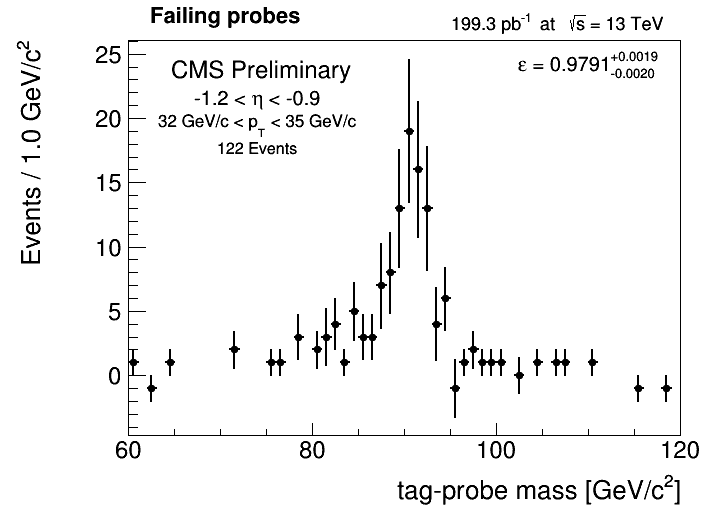 Failing probes
199.3 pb⁻¹ at √s = 13 TeV
CMS Preliminary
-1.2 < η < -0.9
32 GeV/c < p_T < 35 GeV/c
122 Events
ε = 0.9791 +0.0019 -0.0020
Events / 1.0 GeV/c²
25
20
15
10
5
0
60 80 100 120
tag-probe mass [GeV/c²]